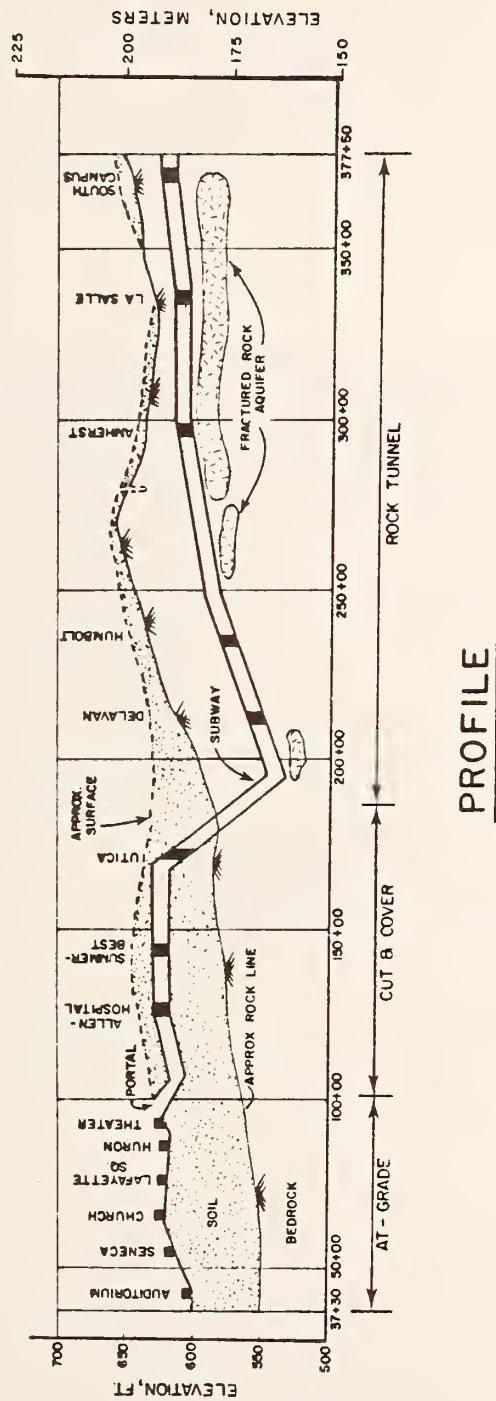 ELEVATION, FT.
700
650
600
550
500
ELEVATION, METERS
225
200
175
150
AUDITORIUM
SENECA
CHURCH
LAFAYETTE
SQ
HURON
THEATER
PORTAL
ALLEN-
HOSPITAL
SUMMER-
BEST
UTICA
APPROX.
SURFACE
DELAVAN
HUMBOLT
AMHERST
LA SALLE
SOUTH
CAMPUS
SOIL
BEDROCK
APPROX ROCK LINE
SUBWAY
FRACTURED ROCK
AQUIFER
37+30
50+00
100+00
150+00
200+00
250+00
300+00
350+00
377+50
AT-GRADE
CUT & COVER
ROCK TUNNEL
PROFILE